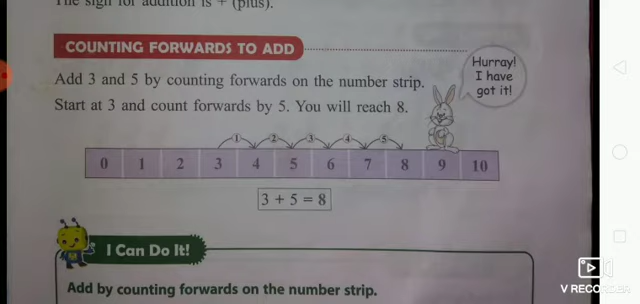 The sign for addition is + (plus).
COUNTING FORWARDS TO ADD
Hurray!
I have
got it!
Add 3 and 5 by counting forwards on the number strip.
Start at 3 and count forwards by 5. You will reach 8.
1 2 3 4 5
0 1 2 3 4 5 6 7 8 9 10
3 + 5 = 8
I Can Do It!
Add by counting forwards on the number strip.
V RECORDER